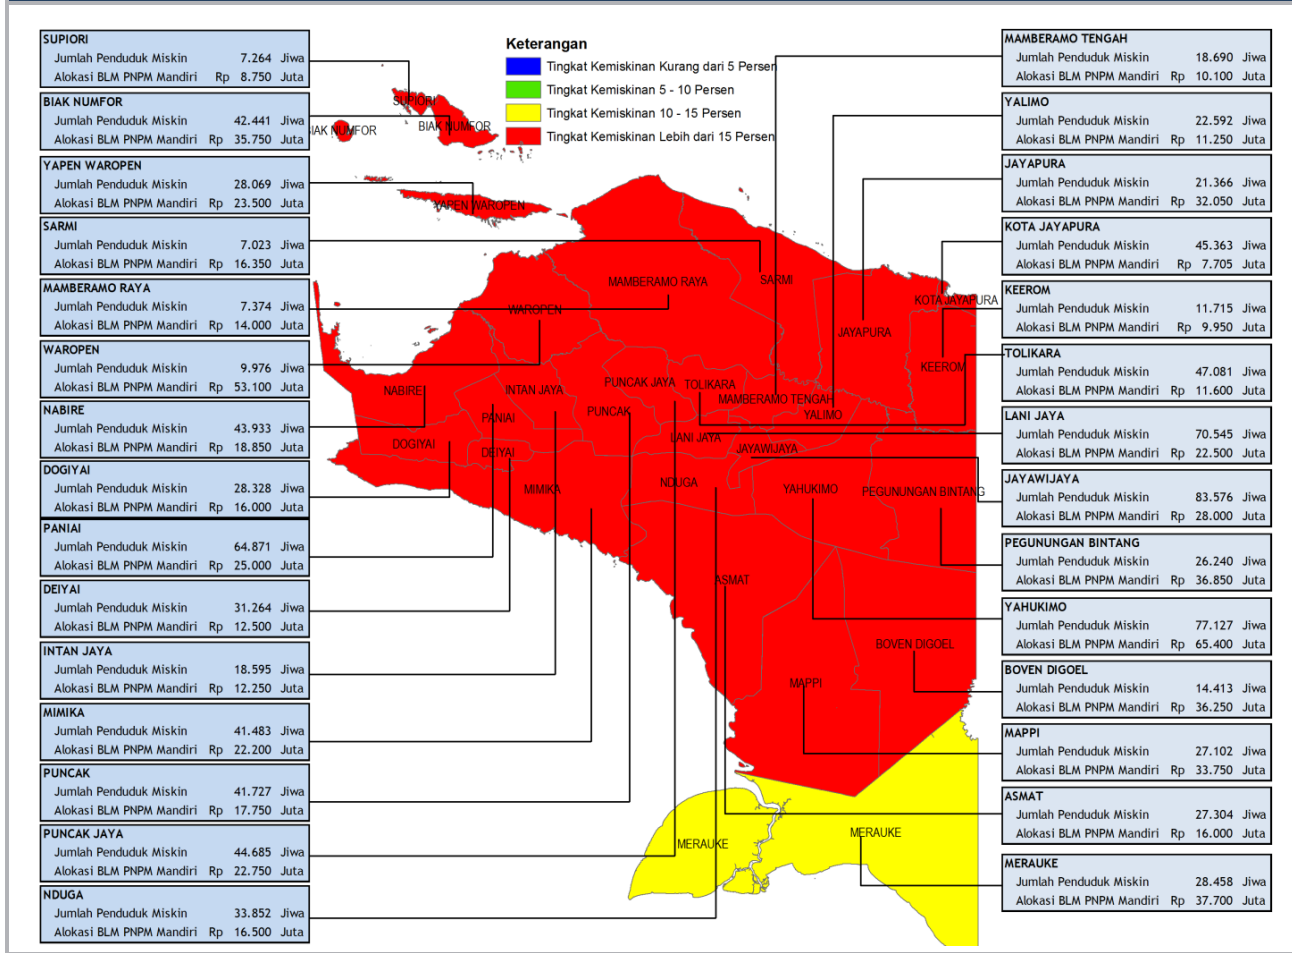 SUPIORI
Jumlah Penduduk Miskin 7.264 Jiwa
Alokasi BLM PNPM Mandiri Rp 8.750 Juta
BIAK NUMFOR
Jumlah Penduduk Miskin 42.441 Jiwa
Alokasi BLM PNPM Mandiri Rp 35.750 Juta
YAPEN WAROPEN
Jumlah Penduduk Miskin 28.069 Jiwa
Alokasi BLM PNPM Mandiri Rp 23.500 Juta
SARMI
Jumlah Penduduk Miskin 7.023 Jiwa
Alokasi BLM PNPM Mandiri Rp 16.350 Juta
MAMBERAMO RAYA
Jumlah Penduduk Miskin 7.374 Jiwa
Alokasi BLM PNPM Mandiri Rp 14.000 Juta
WAROPEN
Jumlah Penduduk Miskin 9.976 Jiwa
Alokasi BLM PNPM Mandiri Rp 53.100 Juta
NABIRE
Jumlah Penduduk Miskin 43.933 Jiwa
Alokasi BLM PNPM Mandiri Rp 18.850 Juta
DOGIYAI
Jumlah Penduduk Miskin 28.328 Jiwa
Alokasi BLM PNPM Mandiri Rp 16.000 Juta
PANIAI
Jumlah Penduduk Miskin 64.871 Jiwa
Alokasi BLM PNPM Mandiri Rp 25.000 Juta
DEIYAI
Jumlah Penduduk Miskin 31.264 Jiwa
Alokasi BLM PNPM Mandiri Rp 12.500 Juta
INTAN JAYA
Jumlah Penduduk Miskin 18.595 Jiwa
Alokasi BLM PNPM Mandiri Rp 12.250 Juta
MIMIKA
Jumlah Penduduk Miskin 41.483 Jiwa
Alokasi BLM PNPM Mandiri Rp 22.200 Juta
PUNCAK
Jumlah Penduduk Miskin 41.727 Jiwa
Alokasi BLM PNPM Mandiri Rp 17.750 Juta
PUNCAK JAYA
Jumlah Penduduk Miskin 44.685 Jiwa
Alokasi BLM PNPM Mandiri Rp 22.750 Juta
NDUGA
Jumlah Penduduk Miskin 33.852 Jiwa
Alokasi BLM PNPM Mandiri Rp 16.500 Juta
Keterangan
Tingkat Kemiskinan Kurang dari 5 Persen
Tingkat Kemiskinan 5 - 10 Persen
Tingkat Kemiskinan 10 - 15 Persen
Tingkat Kemiskinan Lebih dari 15 Persen
SUPIORI
BIAK NUMFOR
BIAK NUMFOR
YAPEN WAROPEN
MAMBERAMO RAYA
SARMI
KOTA JAYAPURA
WAROPEN
JAYAPURA
KEEROM
NABIRE
INTAN JAYA
PUNCAK JAYA
TOLIKARA
MAMBERAMO TENGAH
PANIAI
PUNCAK
YALIMO
DOGIYAI
DEIYAI
LANI JAYA
JAYAWIJAYA
MIMIKA
NDUGA
YAHUKIMO
PEGUNUNGAN BINTANG
ASMAT
BOVEN DIGOEL
MAPPI
MERAUKE
MERAUKE
MAMBERAMO TENGAH
Jumlah Penduduk Miskin 18.690 Jiwa
Alokasi BLM PNPM Mandiri Rp 10.100 Juta
YALIMO
Jumlah Penduduk Miskin 22.592 Jiwa
Alokasi BLM PNPM Mandiri Rp 11.250 Juta
JAYAPURA
Jumlah Penduduk Miskin 21.366 Jiwa
Alokasi BLM PNPM Mandiri Rp 32.050 Juta
KOTA JAYAPURA
Jumlah Penduduk Miskin 45.363 Jiwa
Alokasi BLM PNPM Mandiri Rp 7.705 Juta
KEEROM
Jumlah Penduduk Miskin 11.715 Jiwa
Alokasi BLM PNPM Mandiri Rp 9.950 Juta
TOLIKARA
Jumlah Penduduk Miskin 47.081 Jiwa
Alokasi BLM PNPM Mandiri Rp 11.600 Juta
LANI JAYA
Jumlah Penduduk Miskin 70.545 Jiwa
Alokasi BLM PNPM Mandiri Rp 22.500 Juta
JAYAWIJAYA
Jumlah Penduduk Miskin 83.576 Jiwa
Alokasi BLM PNPM Mandiri Rp 28.000 Juta
PEGUNUNGAN BINTANG
Jumlah Penduduk Miskin 26.240 Jiwa
Alokasi BLM PNPM Mandiri Rp 36.850 Juta
YAHUKIMO
Jumlah Penduduk Miskin 77.127 Jiwa
Alokasi BLM PNPM Mandiri Rp 65.400 Juta
BOVEN DIGOEL
Jumlah Penduduk Miskin 14.413 Jiwa
Alokasi BLM PNPM Mandiri Rp 36.250 Juta
MAPPI
Jumlah Penduduk Miskin 27.102 Jiwa
Alokasi BLM PNPM Mandiri Rp 33.750 Juta
ASMAT
Jumlah Penduduk Miskin 27.304 Jiwa
Alokasi BLM PNPM Mandiri Rp 16.000 Juta
MERAUKE
Jumlah Penduduk Miskin 28.458 Jiwa
Alokasi BLM PNPM Mandiri Rp 37.700 Juta